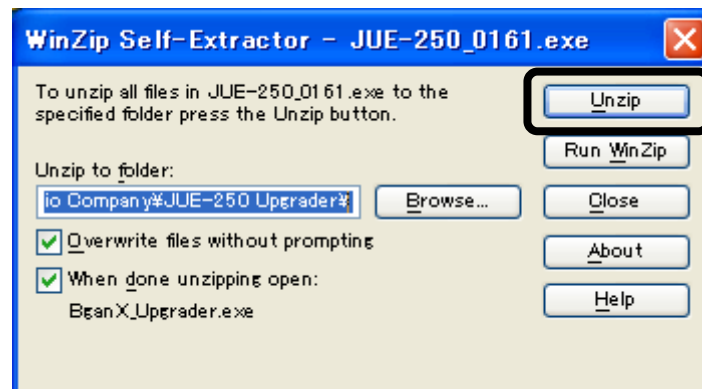 WinZip Self-Extractor - JUE-250_0161.exe
To unzip all files in JUE-250_0161.exe to the
specified folder press the Unzip button.
Unzip to folder:
io Company¥JUE-250 Upgrader¥
Browse...
Overwrite files without prompting
When done unzipping open:
BganX_Upgrader.exe
Unzip
Run WinZip
Close
About
Help